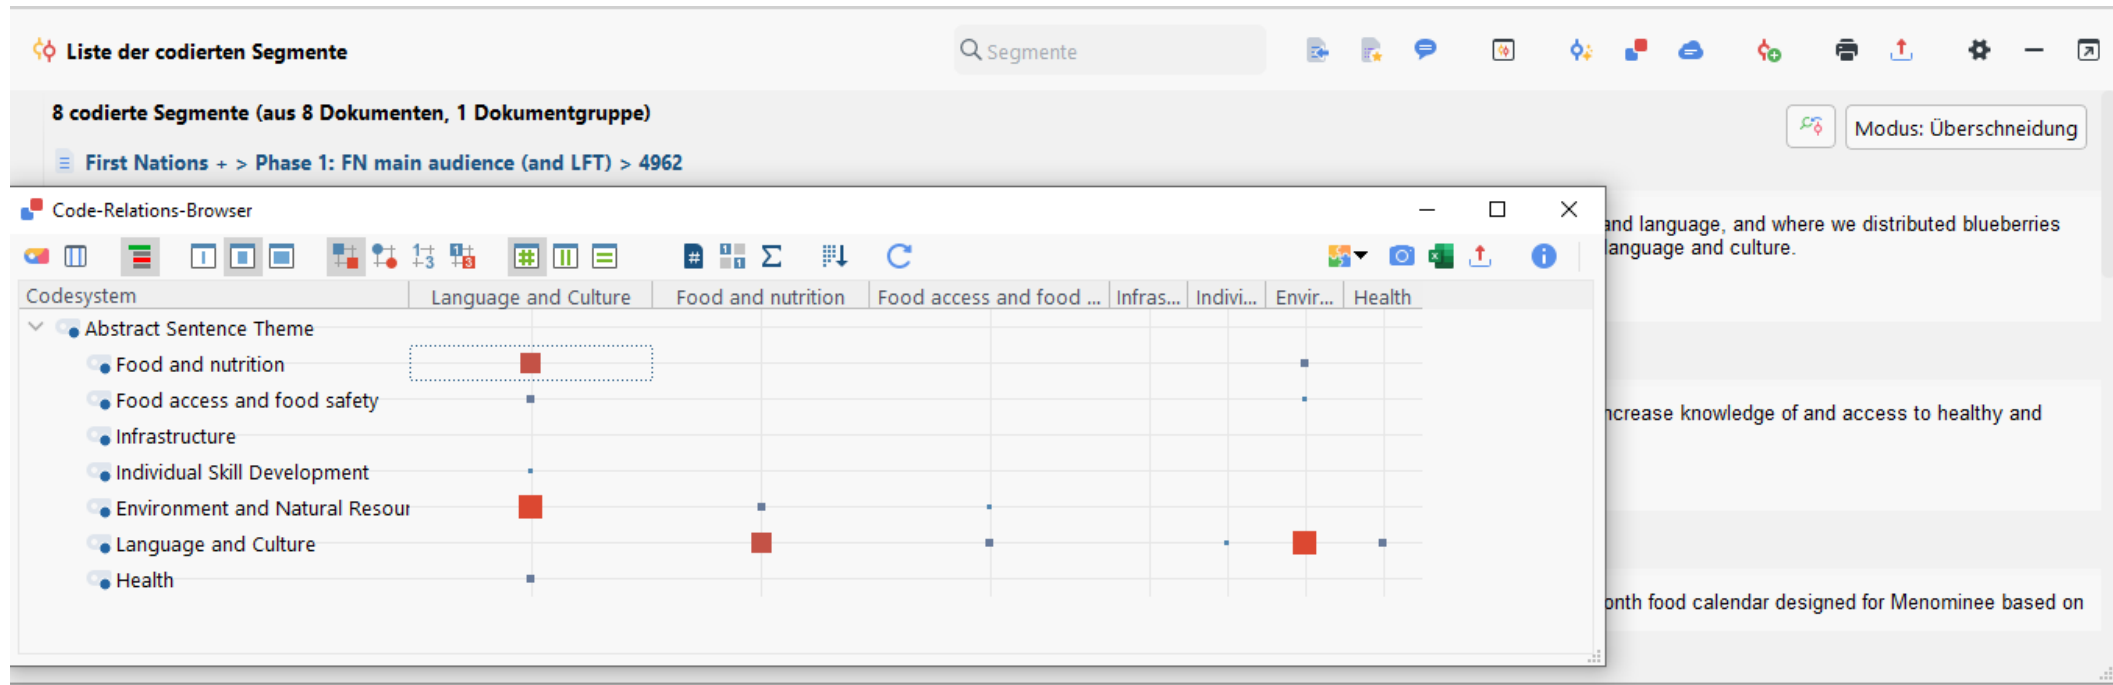 Liste der codierten Segmente
Segmente
8 codierte Segmente (aus 8 Dokumenten, 1 Dokumentgruppe)
Modus: Überschneidung
First Nations + > Phase 1: FN main audience (and LFT) > 4962
Code-Relations-Browser
and language, and where we distributed blueberries
language and culture.
Codesystem
Language and Culture
Food and nutrition
Food access and food ...
Infras...
Indivi...
Envir...
Health
Abstract Sentence Theme
Food and nutrition
Food access and food safety
ncrease knowledge of and access to healthy and
Infrastructure
Individual Skill Development
Environment and Natural Resour
Language and Culture
Health
onth food calendar designed for Menominee based on